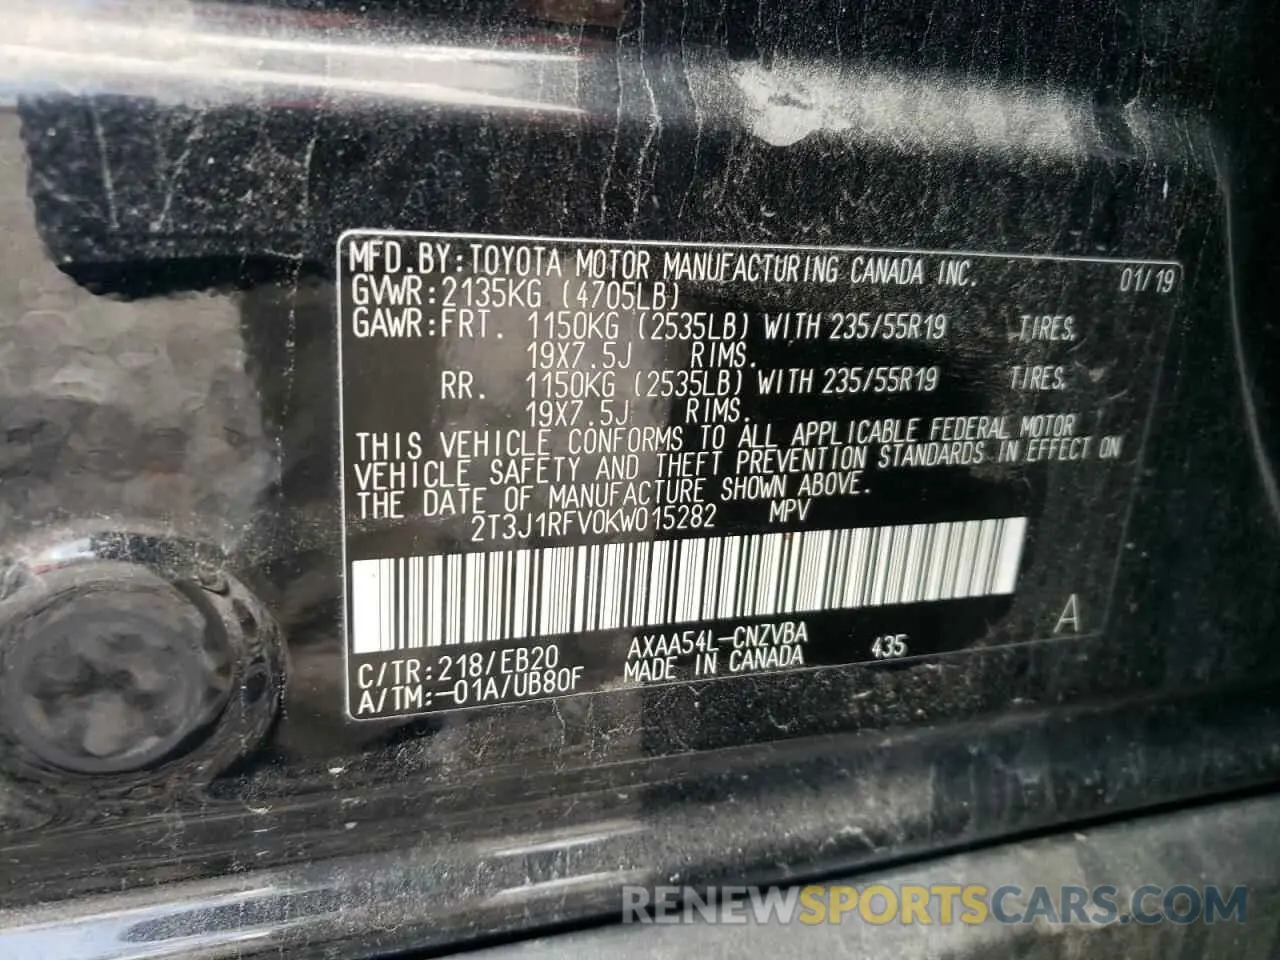 MFD.BY:TOYOTA MOTOR MANUFACTURING CANADA INC. 01/19
GVWR:2135KG (4705LB)
GAWR:FRT. 1150KG (2535LB) WITH 235/55R19 TIRES.
19X7.5J RIMS.
RR. 1150KG (2535LB) WITH 235/55R19 TIRES.
19X7.5J RIMS.
THIS VEHICLE CONFORMS TO ALL APPLICABLE FEDERAL MOTOR
VEHICLE SAFETY AND THEFT PREVENTION STANDARDS IN EFFECT ON
THE DATE OF MANUFACTURE SHOWN ABOVE.
2T3J1RFV0KW015282 MPV
A
C/TR:218/EB20 AXAA54L-CNZVBA 435
A/TM:-01A/UB80F MADE IN CANADA
RENEWSPORTSCARS.COM